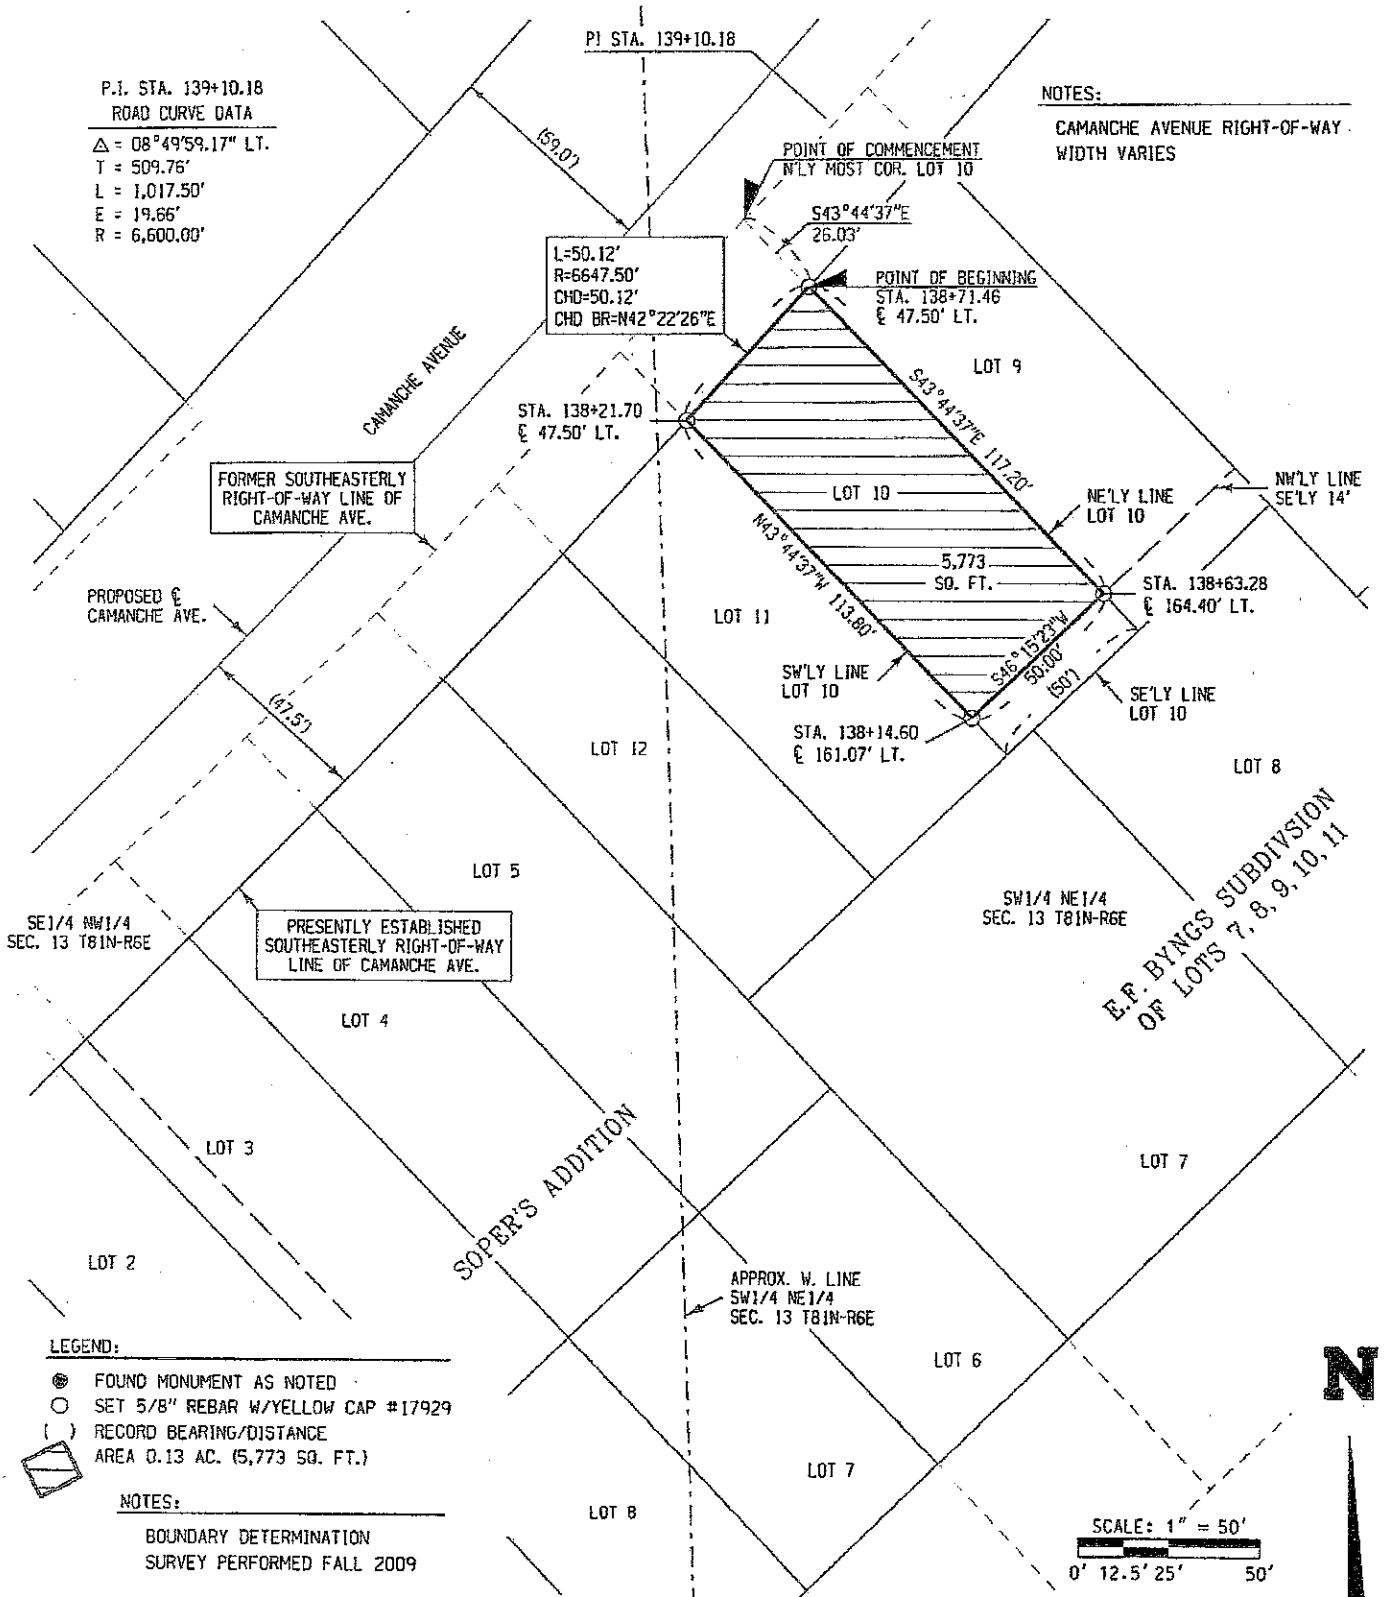 PI STA. 139+10.18
P.I. STA. 139+10.18
ROAD CURVE DATA
Δ = 08°49'59.17" LT.
T = 509.76'
L = 1,017.50'
E = 19.66'
R = 6,600.00'
NOTES:
CAMANCHE AVENUE RIGHT-OF-WAY
WIDTH VARIES
(59.0')
POINT OF COMMENCEMENT
N'LY MOST COR. LOT 10
S43°44'37"E
26.03'
L=50.12'
R=6647.50'
CHD=50.12'
CHD BR=N42°22'26"E
POINT OF BEGINNING
STA. 138+71.46
℄ 47.50' LT.
LOT 9
CAMANCHE AVENUE
STA. 138+21.70
℄ 47.50' LT.
S43°44'37"E 117.20'
FORMER SOUTHEASTERLY
RIGHT-OF-WAY LINE OF
CAMANCHE AVE.
LOT 10
NE'LY LINE
LOT 10
NW'LY LINE
SE'LY 14'
N43°44'37"W 113.80'
5,773
SQ. FT.
STA. 138+63.28
℄ 164.40' LT.
PROPOSED ℄
CAMANCHE AVE.
LOT 11
S46°15'23"W
50.00'
(50')
SW'LY LINE
LOT 10
SE'LY LINE
LOT 10
(47.5')
STA. 138+14.60
℄ 161.07' LT.
LOT 12
LOT 8
E.F. BYNGS SUBDIVSION
OF LOTS 7, 8, 9, 10, 11
LOT 5
SW1/4 NE1/4
SEC. 13 T81N-R6E
SE1/4 NW1/4
SEC. 13 T81N-R6E
PRESENTLY ESTABLISHED
SOUTHEASTERLY RIGHT-OF-WAY
LINE OF CAMANCHE AVE.
LOT 4
LOT 3
LOT 7
SOPER'S ADDITION
LOT 2
APPROX. W. LINE
SW1/4 NE1/4
SEC. 13 T81N-R6E
LOT 6
LEGEND:
FOUND MONUMENT AS NOTED
SET 5/8" REBAR W/YELLOW CAP #17929
( ) RECORD BEARING/DISTANCE
AREA 0.13 AC. (5,773 SQ. FT.)
N
LOT 7
LOT 8
NOTES:
BOUNDARY DETERMINATION
SURVEY PERFORMED FALL 2009
SCALE: 1" = 50'
0' 12.5' 25' 50'